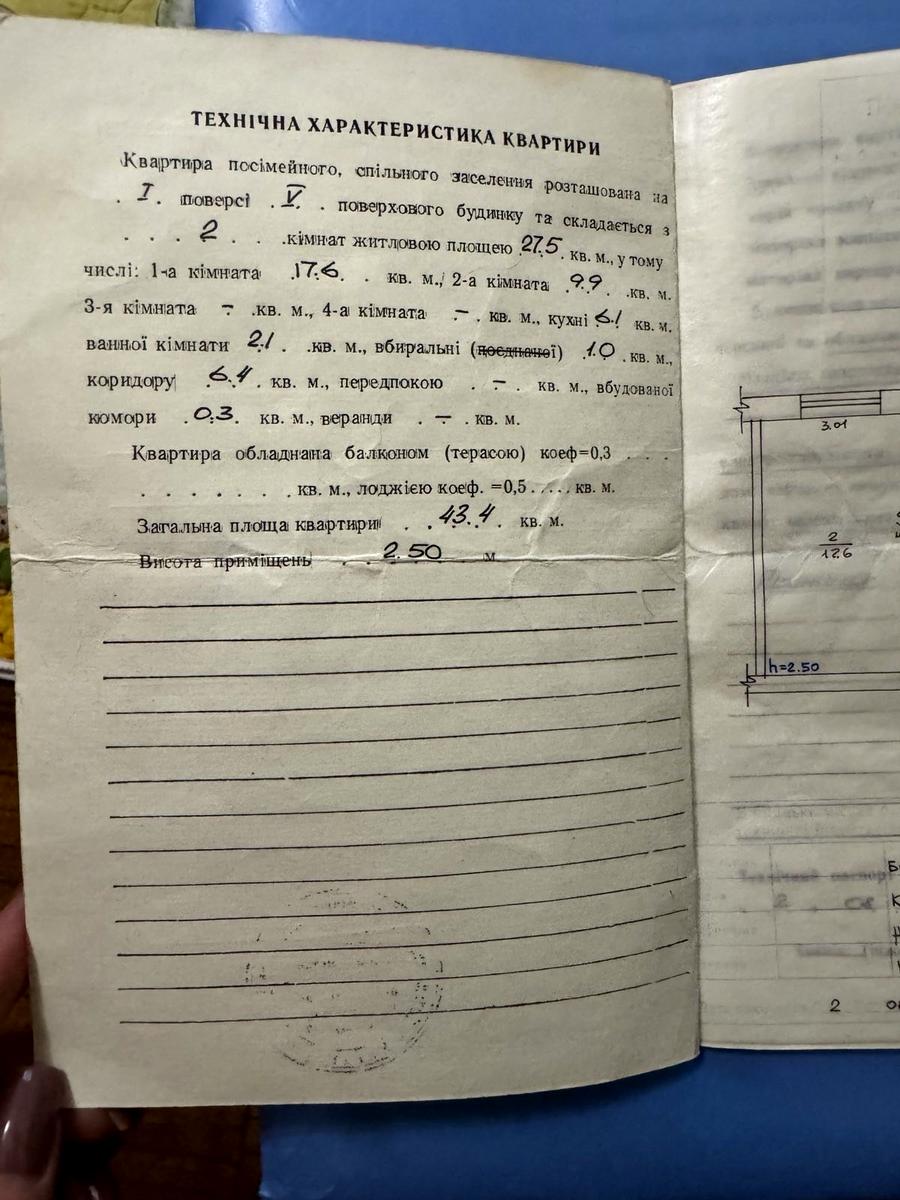 ТЕХНІЧНА ХАРАКТЕРИСТИКА КВАРТИРИ
Квартира посімейного, спільного заселення розташована на
. I . поверсі . V . . поверхового будинку та складається з
. . . 2 . . . кімнат житловою площею 27.5 кв. м., у тому
числі: 1-а кімната .17.6. . кв. м., 2-а кімната .9.9 . .кв. м.
3-я кімната - .кв. м., 4-а кімната .-. кв. м., кухні 6.1 кв. м.
ванної кімнати 2.1 . .кв. м., вбиральні (поєднаної) .1.0 . кв. м.,
коридору .6.4. кв. м., передпокою . - . кв. м., вбудованої
комори .0.3. кв. м., веранди . - . кв. м.
Квартира обладнана балконом (терасою) коеф=0,3 . . .
. . . . . . . кв. м., лоджією коеф. =0,5 ..... кв. м.
Загальна площа квартири . .43.4. кв. м.
Висота приміщень . .2.50 м
3.01
2
17.6
h=2.50
2